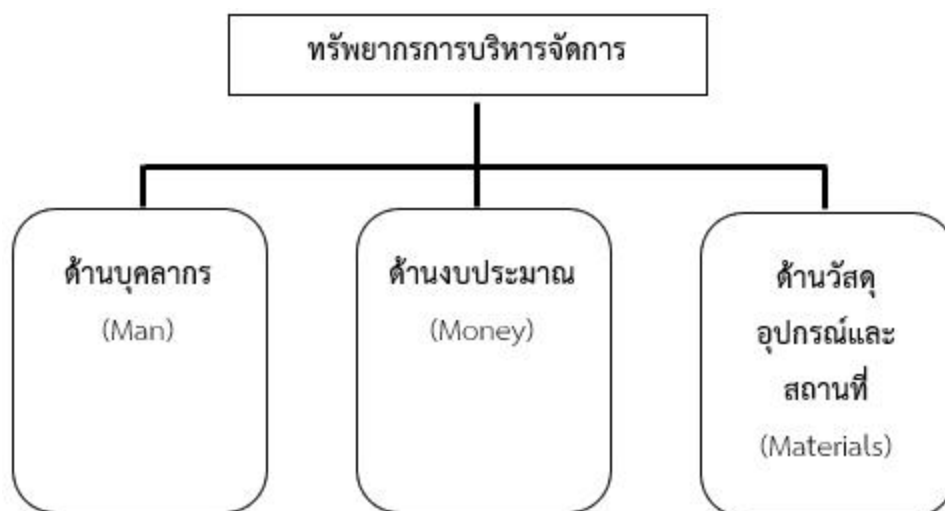 ทรัพยากรการบริหารจัดการ
ด้านบุคลากร
(Man)
ด้านงบประมาณ
(Money)
ด้านวัสดุ
อุปกรณ์และ
สถานที่
(Materials)